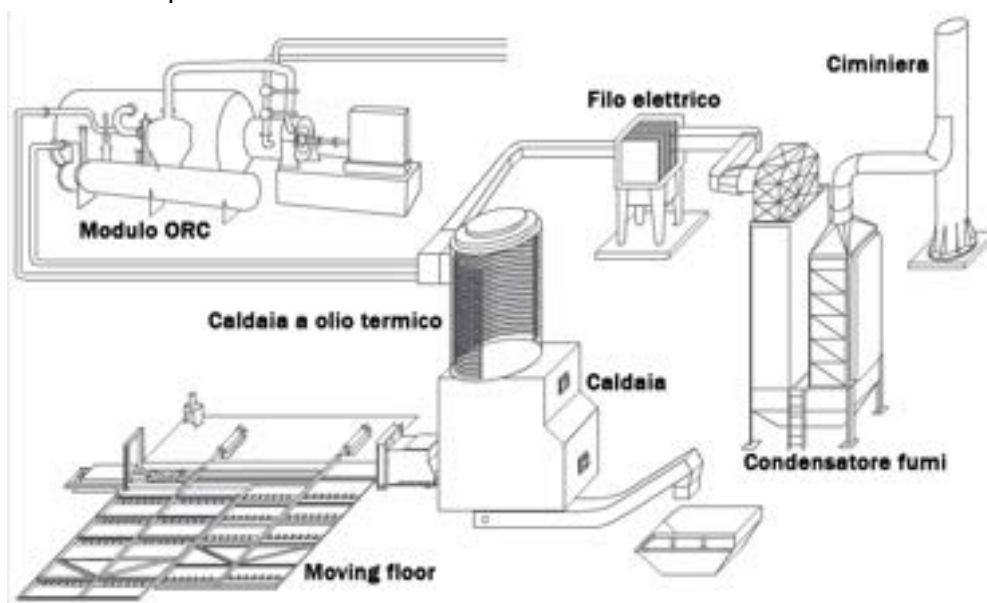 Ciminiera
Filo elettrico
Modulo ORC
Caldaia a olio termico
Caldaia
Condensatore fumi
Moving floor